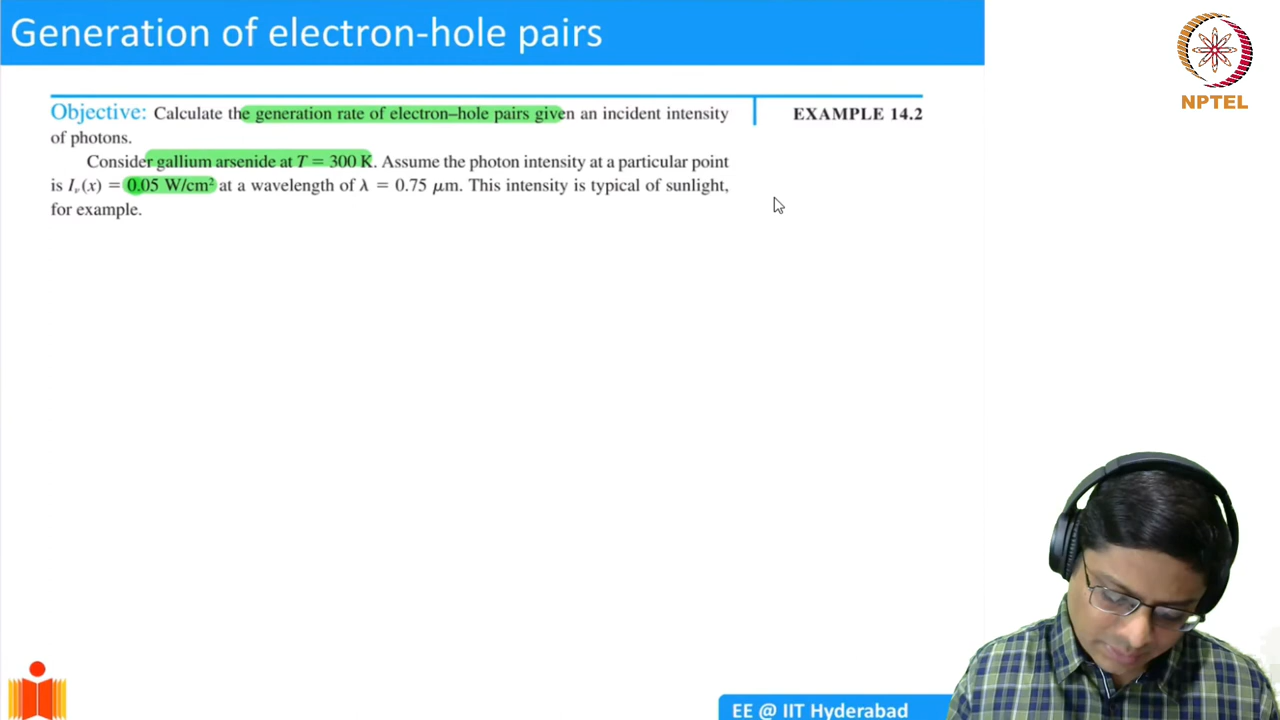 Generation of electron-hole pairs
NPTEL
Objective: Calculate the generation rate of electron–hole pairs given an incident intensity
of photons.
EXAMPLE 14.2
Consider gallium arsenide at T = 300 K. Assume the photon intensity at a particular point
is Iᵥ(x) = 0.05 W/cm² at a wavelength of λ = 0.75 μm. This intensity is typical of sunlight,
for example.
EE @ IIT Hyderabad